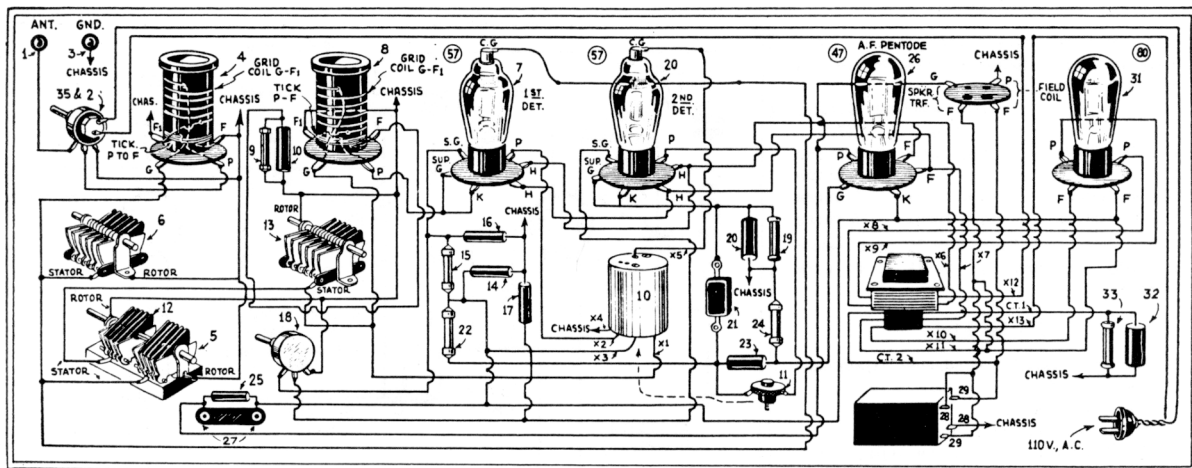 ANT.
GND.
1
3
CHASSIS
35 & 2
4
GRID
COIL G-F1
CHAS.
F1
F
TICK.
P TO F
G
P
CHASSIS
8
GRID
COIL G-F1
TICK
P-F
CHASSIS
F1
F
G
P
9
10
57
C.G
7
1 ST.
DET.
S.G.
SUP.
G
P
H
H
K
57
C.G
20
2 ND
DET.
S.G.
SUP.
G
P
H
H
K
47
A.F. PENTODE
26
P
G
F
F
K
CHASSIS
G
P
SPKR
TRF.
F
P
FIELD
COIL
F
80
31
P
P
F
F
6
STATOR
ROTOR
ROTOR
13
STATOR
ROTOR
12
5
STATOR
ROTOR
18
25
27
16
CHASSIS
15
14
17
22
X5
10
CHASSIS
X4
X2
X3
X1
20
19
CHASSIS
21
24
23
11
X8
X9
X6
X7
X12
C.T. 1
X13
X10
X11
C.T. 2
33
32
CHASSIS
29
28
28
29
CHASSIS
110 V., A.C.